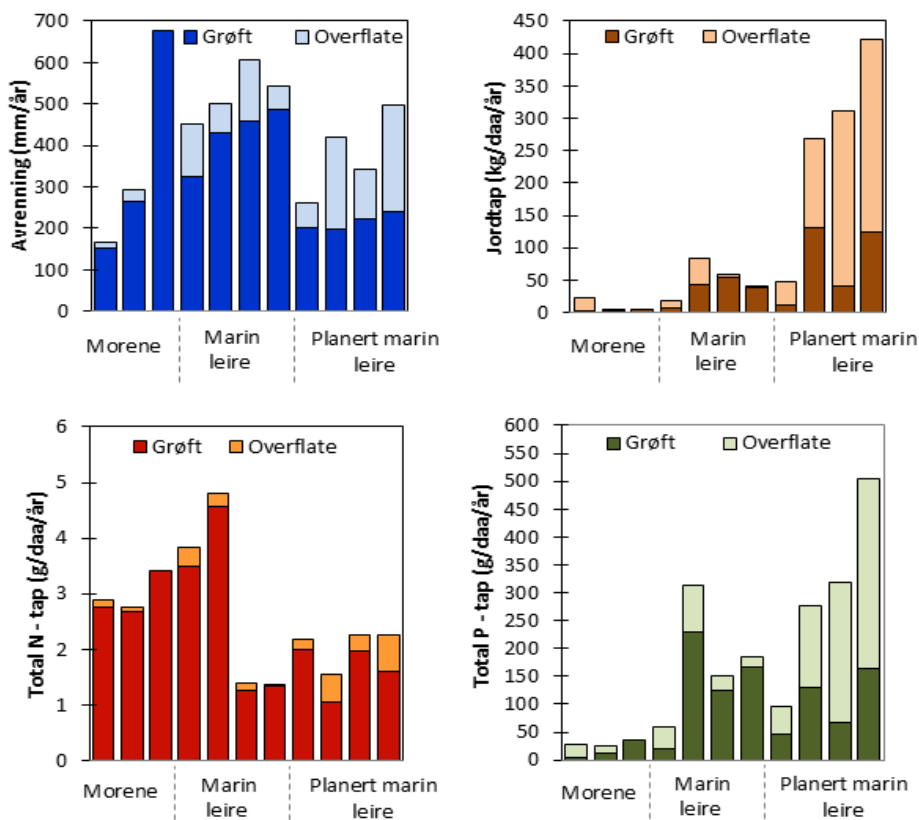 Avrenning (mm/år)
700
600
500
400
300
200
100
0
Grøft Overflate
Morene
Marin
leire
Planert marin
leire
Jordtap (kg/daa/år)
450
400
350
300
250
200
150
100
50
0
Grøft Overflate
Morene
Marin
leire
Planert marin
leire
Total N - tap (g/daa/år)
6
5
4
3
2
1
0
Grøft Overflate
Morene
Marin
leire
Planert marin
leire
Total P - tap (g/daa/år)
600
550
500
450
400
350
300
250
200
150
100
50
0
Grøft Overflate
Morene
Marin
leire
Planert marin
leire